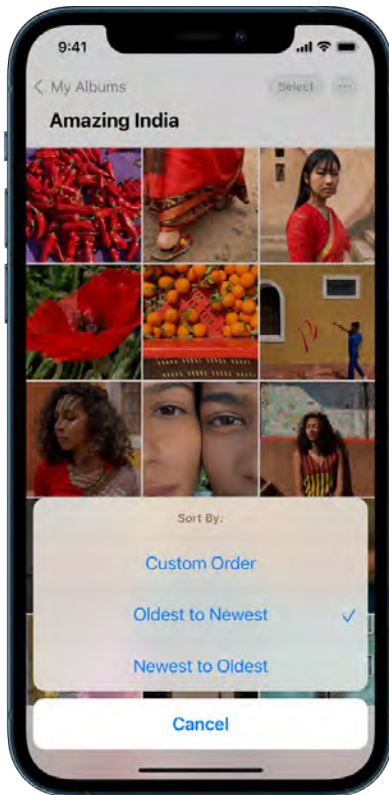 9:41
My Albums
Select
Amazing India
Sort By:
Custom Order
Oldest to Newest
Newest to Oldest
Cancel